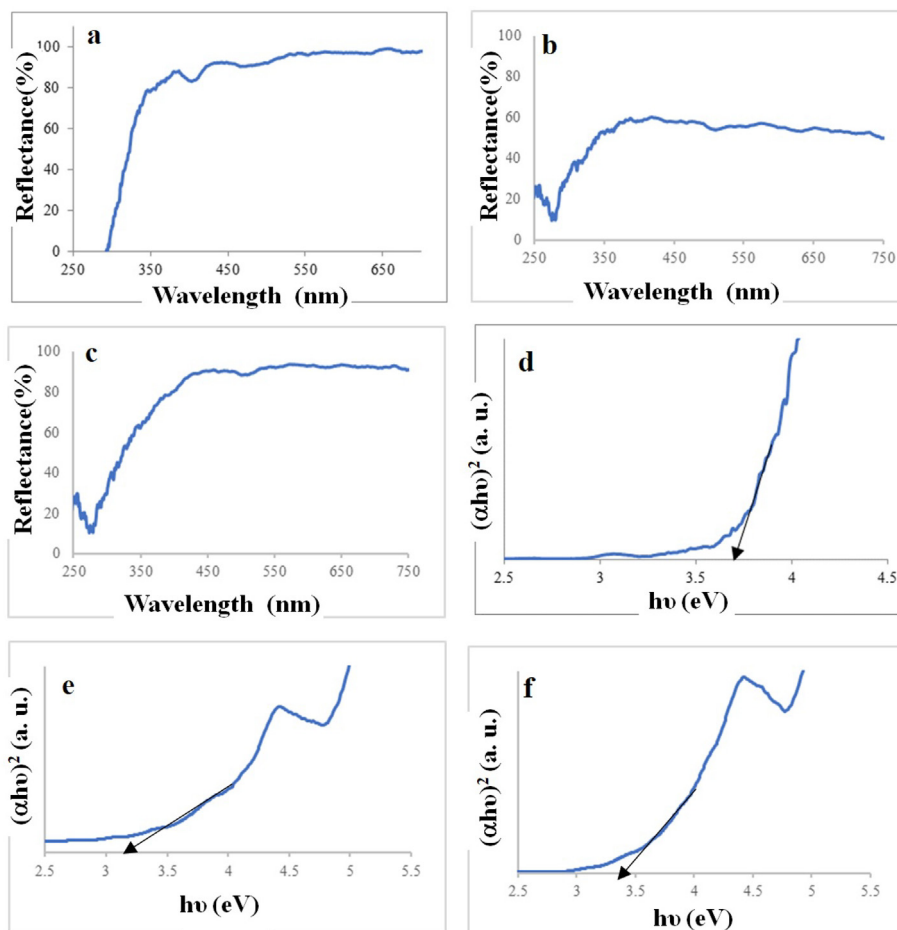 a
Reflectance(%)
100
80
60
40
20
0
250 350 450 550 650
Wavelength (nm)
b
Reflectance(%)
100
80
60
40
20
0
250 350 450 550 650 750
Wavelength (nm)
c
Reflectance(%)
100
80
60
40
20
0
250 350 450 550 650 750
Wavelength (nm)
d
(αhυ)² (a. u.)
2.5 3 3.5 4 4.5
hυ (eV)
e
(αhυ)² (a. u.)
2.5 3 3.5 4 4.5 5 5.5
hυ (eV)
f
(αhυ)² (a. u.)
2.5 3 3.5 4 4.5 5 5.5
hυ (eV)